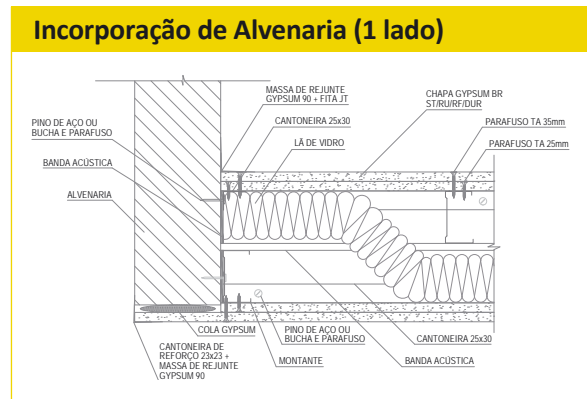 Incorporação de Alvenaria (1 lado)
MASSA DE REJUNTE
GYPSUM 90 + FITA JT
CHAPA GYPSUM BR
ST/RU/RF/DUR
PINO DE AÇO OU
BUCHA E PARAFUSO
CANTONEIRA 25x30
PARAFUSO TA 35mm
LÃ DE VIDRO
PARAFUSO TA 25mm
BANDA ACÚSTICA
ALVENARIA
COLA GYPSUM
PINO DE AÇO OU
BUCHA E PARAFUSO
CANTONEIRA 25x30
CANTONEIRA DE
REFORÇO 23x23 +
MASSA DE REJUNTE
GYPSUM 90
MONTANTE
BANDA ACÚSTICA